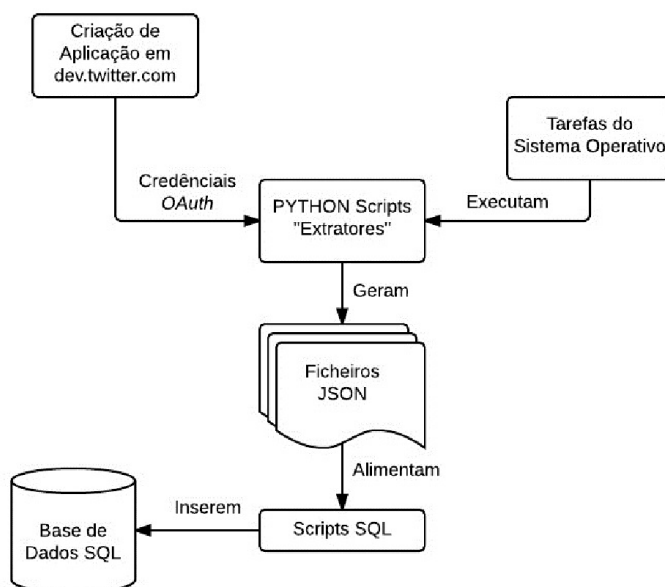 Criação de
Aplicação em
dev.twitter.com
Tarefas do
Sistema Operativo
Credênciais
OAuth
PYTHON Scripts
"Extratores"
Executam
Geram
Ficheiros
JSON
Alimentam
Inserem
Scripts SQL
Base de
Dados SQL